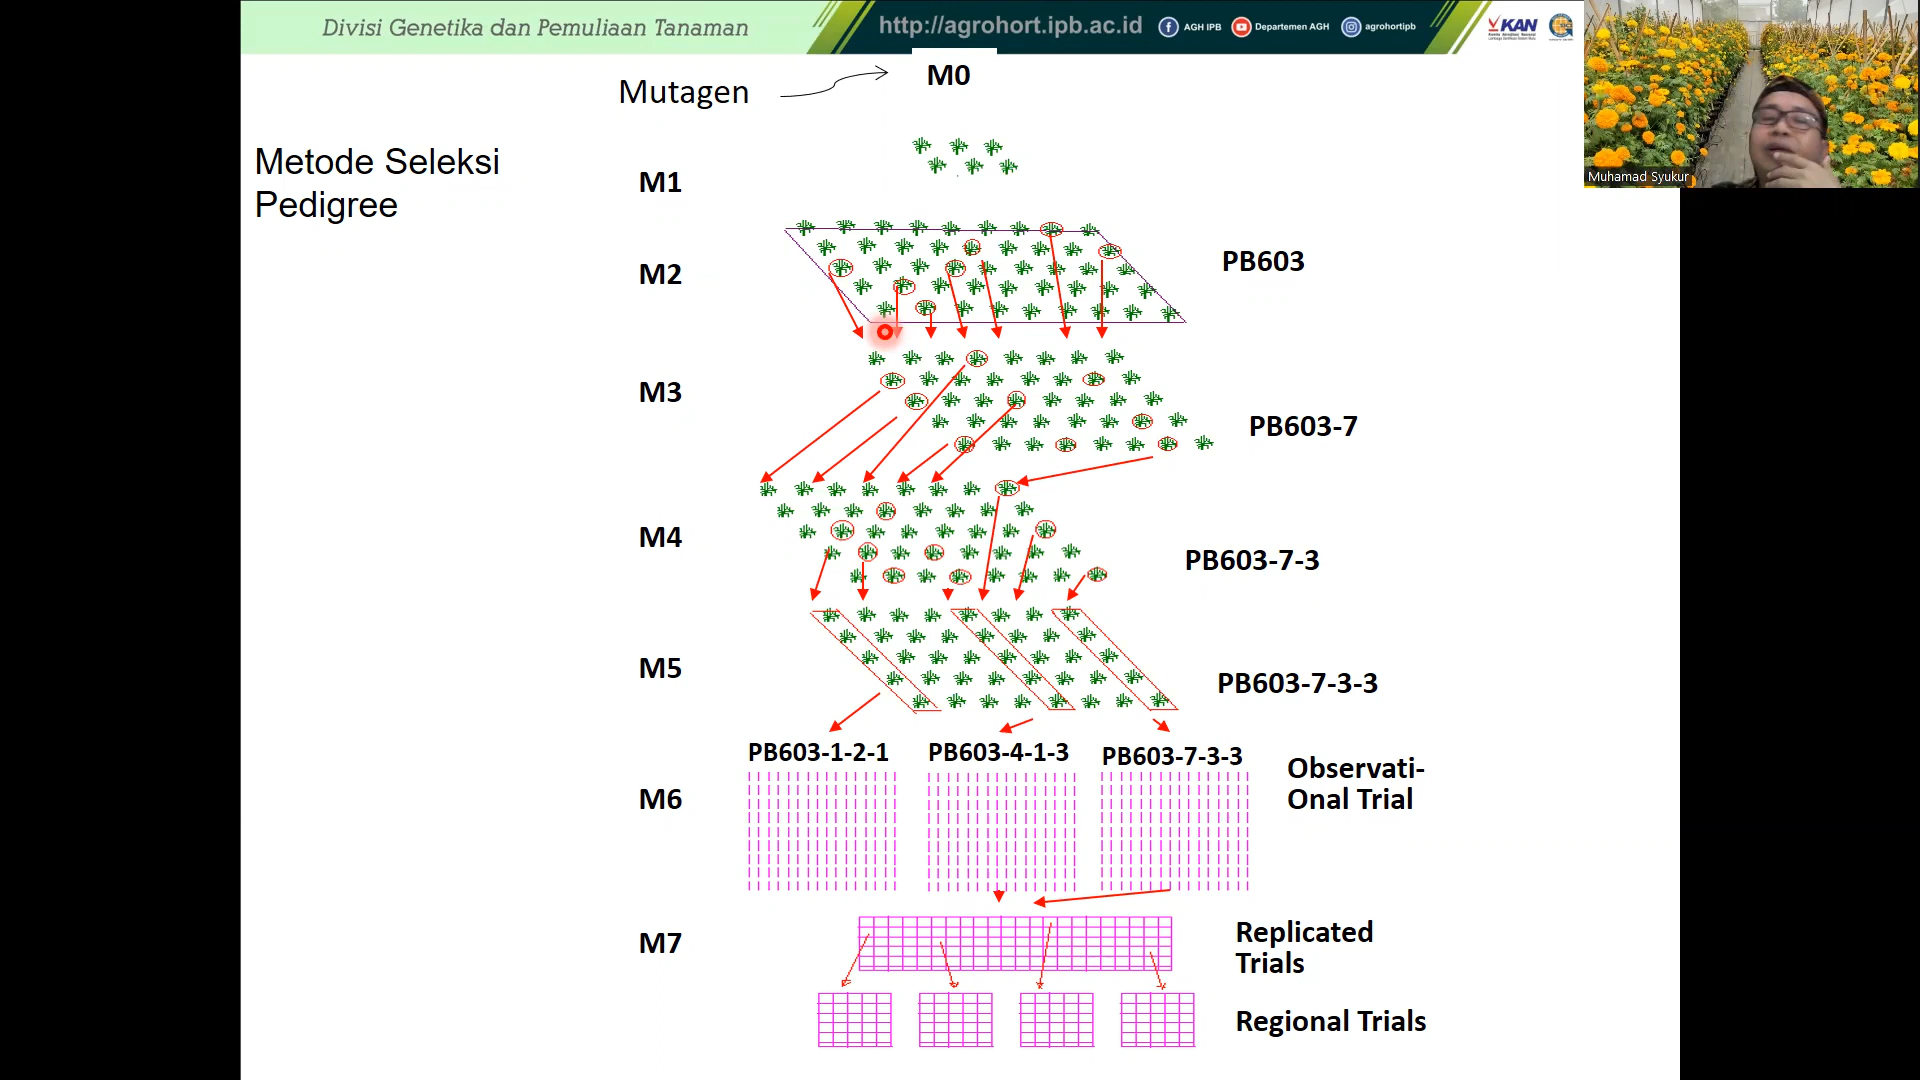 Divisi Genetika dan Pemuliaan Tanaman
http://agrohort.ipb.ac.id
AGH IPB
Departemen AGH
agrohortipb
KAN
Muhamad Syukur
Mutagen
M0
Metode Seleksi
Pedigree
M1
M2
PB603
M3
PB603-7
M4
PB603-7-3
M5
PB603-7-3-3
PB603-1-2-1
PB603-4-1-3
PB603-7-3-3
M6
Observati-
Onal Trial
M7
Replicated
Trials
Regional Trials